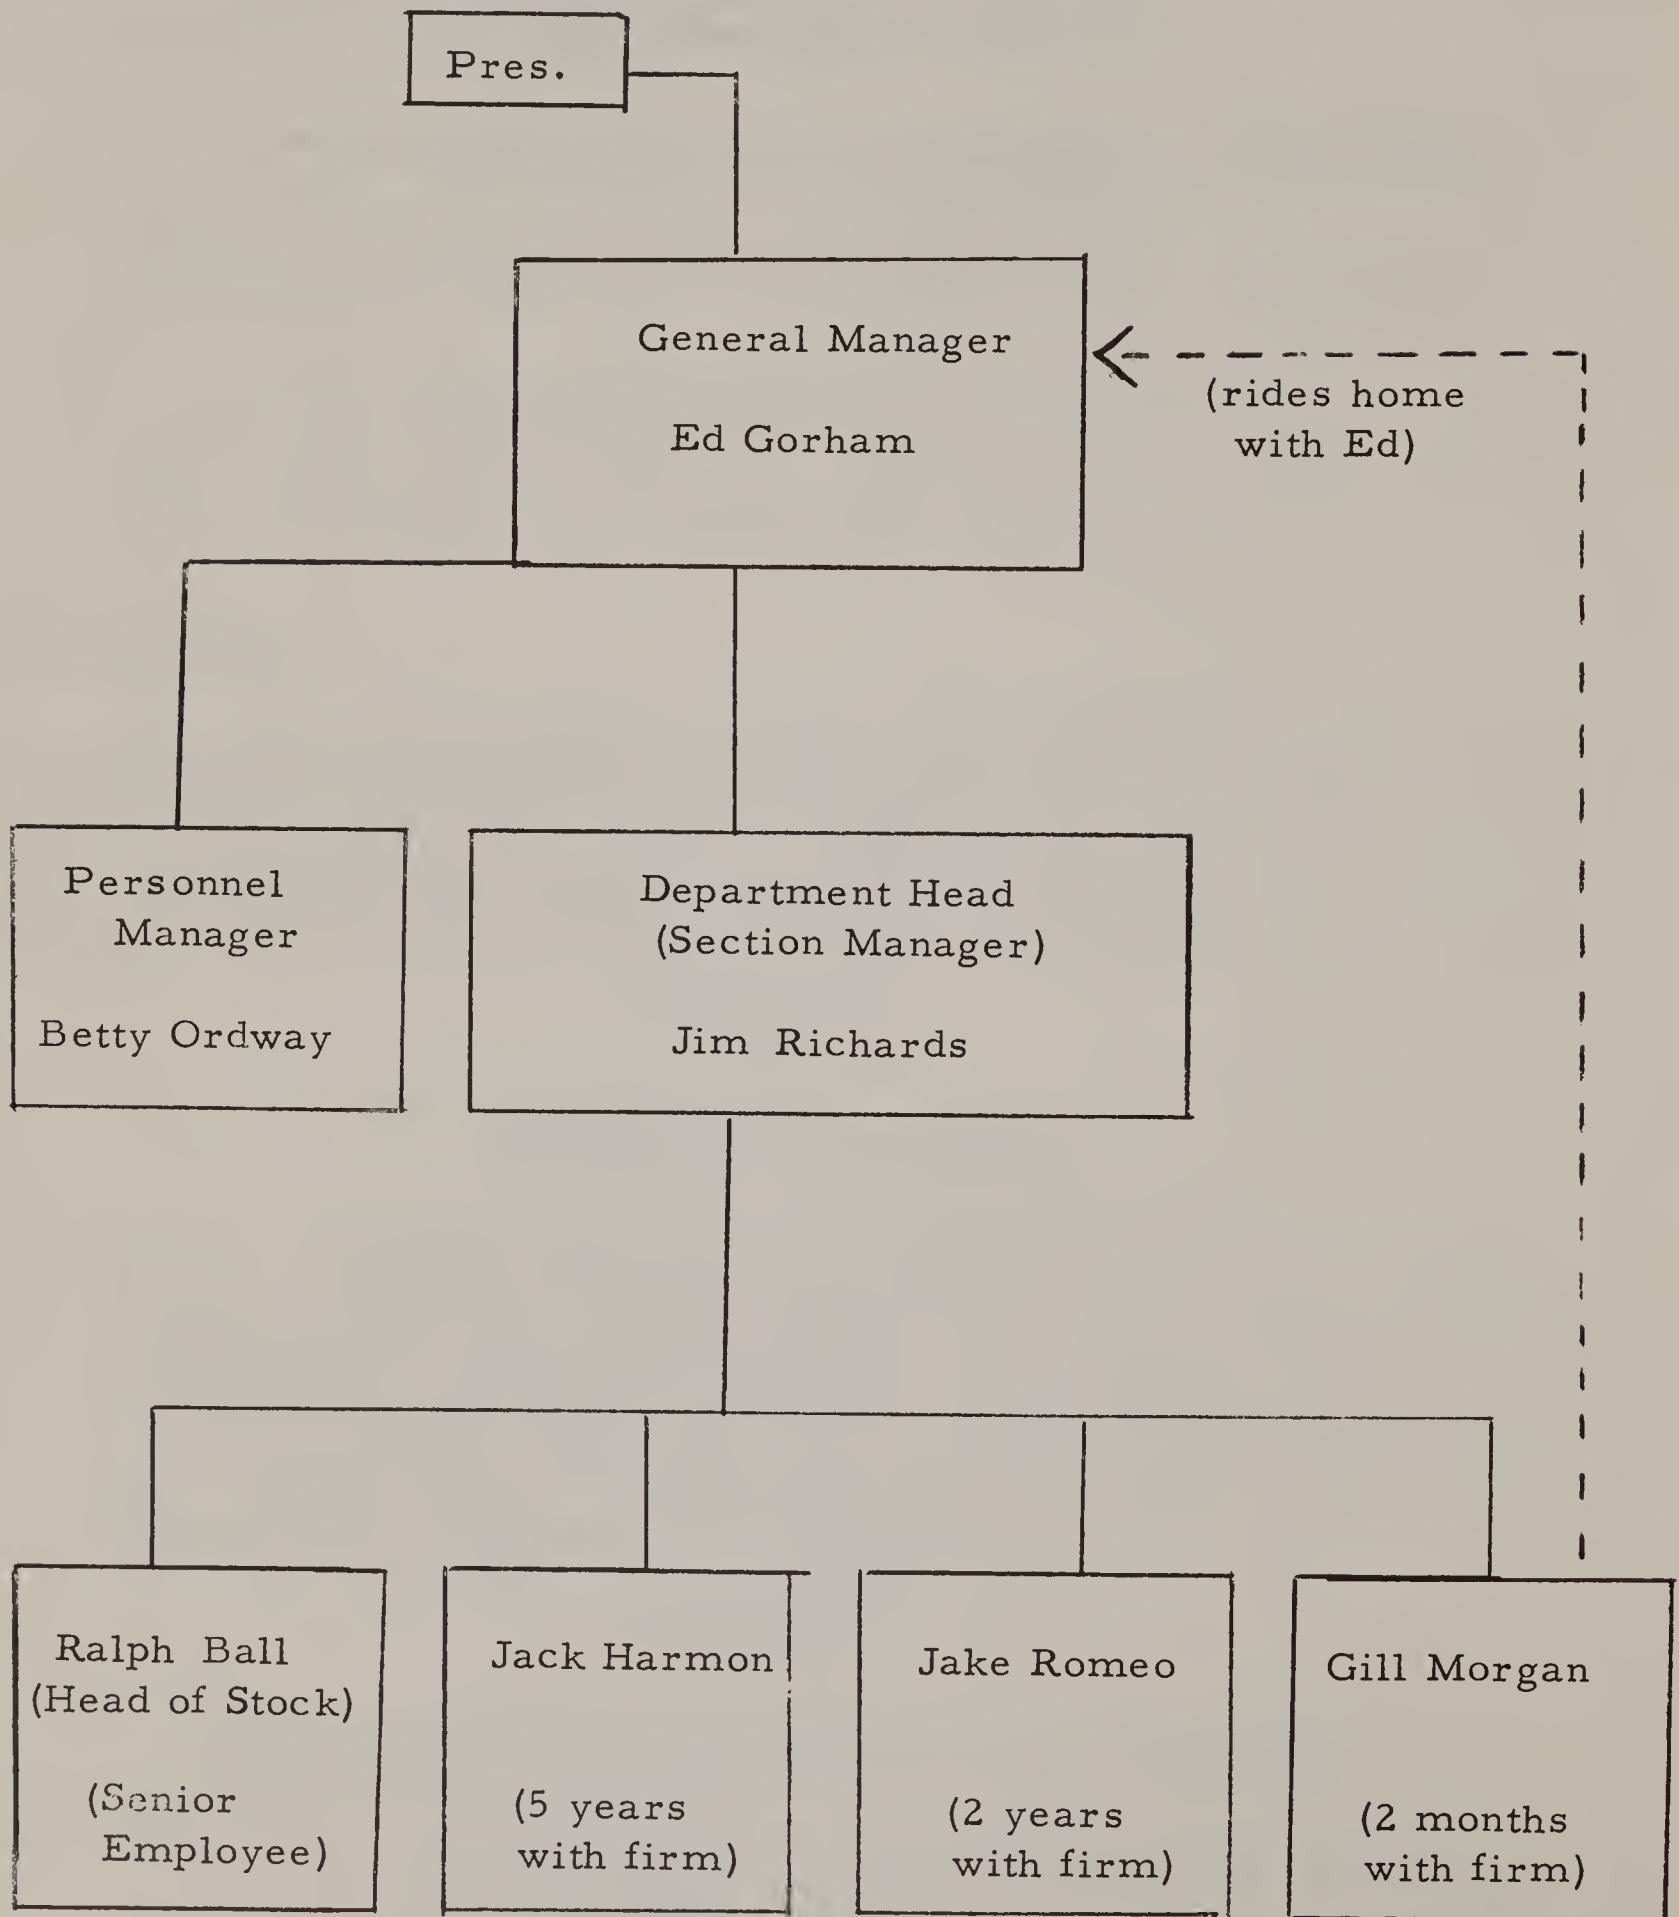 Pres.
General Manager
Ed Gorham
(rides home
with Ed)
Personnel
Manager
Betty Ordway
Department Head
(Section Manager)
Jim Richards
Ralph Ball
(Head of Stock)
(Senior
Employee)
Jack Harmon
(5 years
with firm)
Jake Romeo
(2 years
with firm)
Gill Morgan
(2 months
with firm)